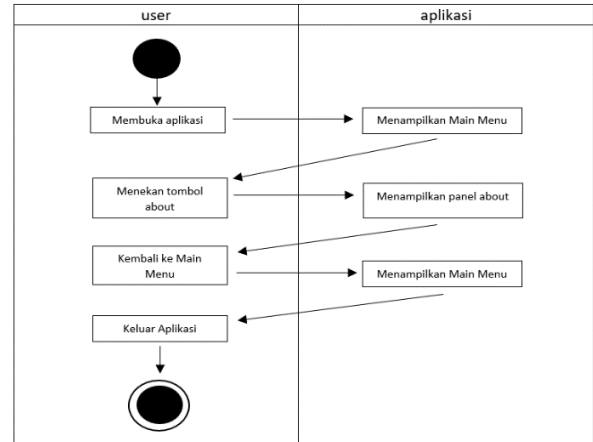 user
aplikasi
Membuka aplikasi
Menampilkan Main Menu
Menekan tombol
about
Menampilkan panel about
Kembali ke Main
Menu
Menampilkan Main Menu
Keluar Aplikasi